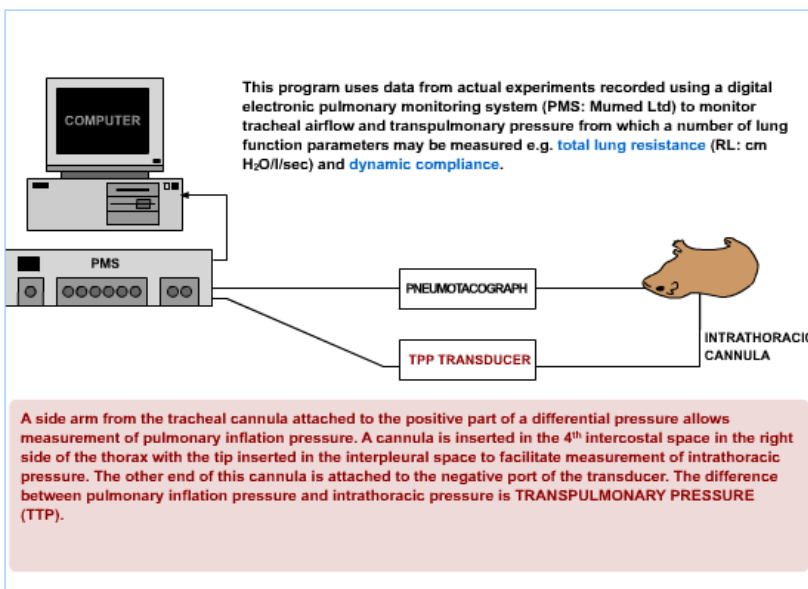 This program uses data from actual experiments recorded using a digital
electronic pulmonary monitoring system (PMS: Mumed Ltd) to monitor
tracheal airflow and transpulmonary pressure from which a number of lung
function parameters may be measured e.g. total lung resistance (RL: cm
H₂O/l/sec) and dynamic compliance.
COMPUTER
PMS
PNEUMOTACOGRAPH
TPP TRANSDUCER
INTRATHORACIC
CANNULA
A side arm from the tracheal cannula attached to the positive part of a differential pressure allows
measurement of pulmonary inflation pressure. A cannula is inserted in the 4th intercostal space in the right
side of the thorax with the tip inserted in the interpleural space to facilitate measurement of intrathoracic
pressure. The other end of this cannula is attached to the negative port of the transducer. The difference
between pulmonary inflation pressure and intrathoracic pressure is TRANSPULMONARY PRESSURE
(TTP).